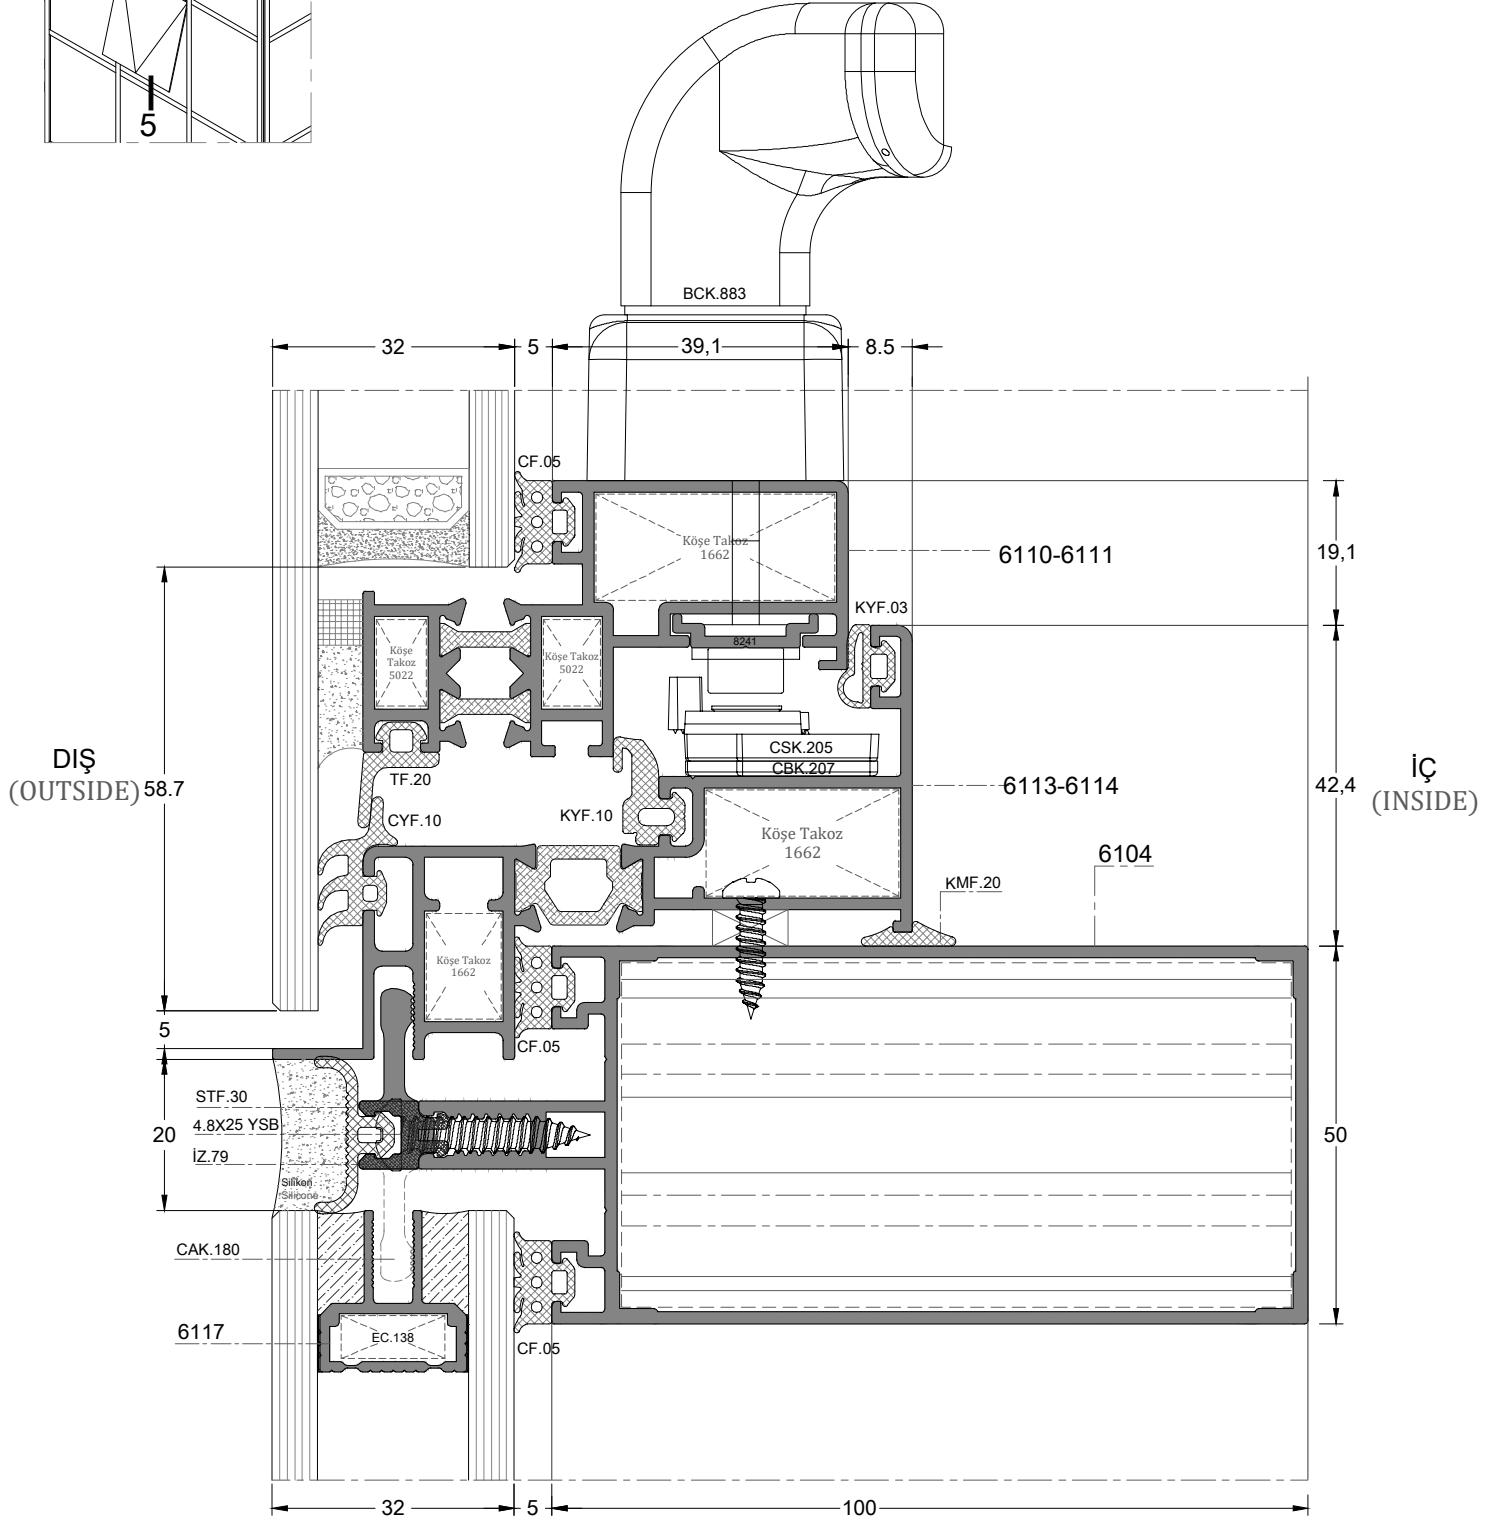 5
BCK.883
32
5
39,1
8.5
CF.05
Köşe Takoz
1662
6110-6111
19,1
KYF.03
8241
Köşe
Takoz
5022
Köşe Takoz
5022
CSK.205
CBK.207
DIŞ
(OUTSIDE)
58.7
TF.20
6113-6114
42,4
İÇ
(INSIDE)
CYF.10
KYF.10
Köşe Takoz
1662
6104
KMF.20
Köşe Takoz
1662
5
CF.05
STF.30
4.8X25 YSB
İZ.79
20
50
Silikon
Silicone
CAK.180
6117
EC.138
CF.05
32
5
100